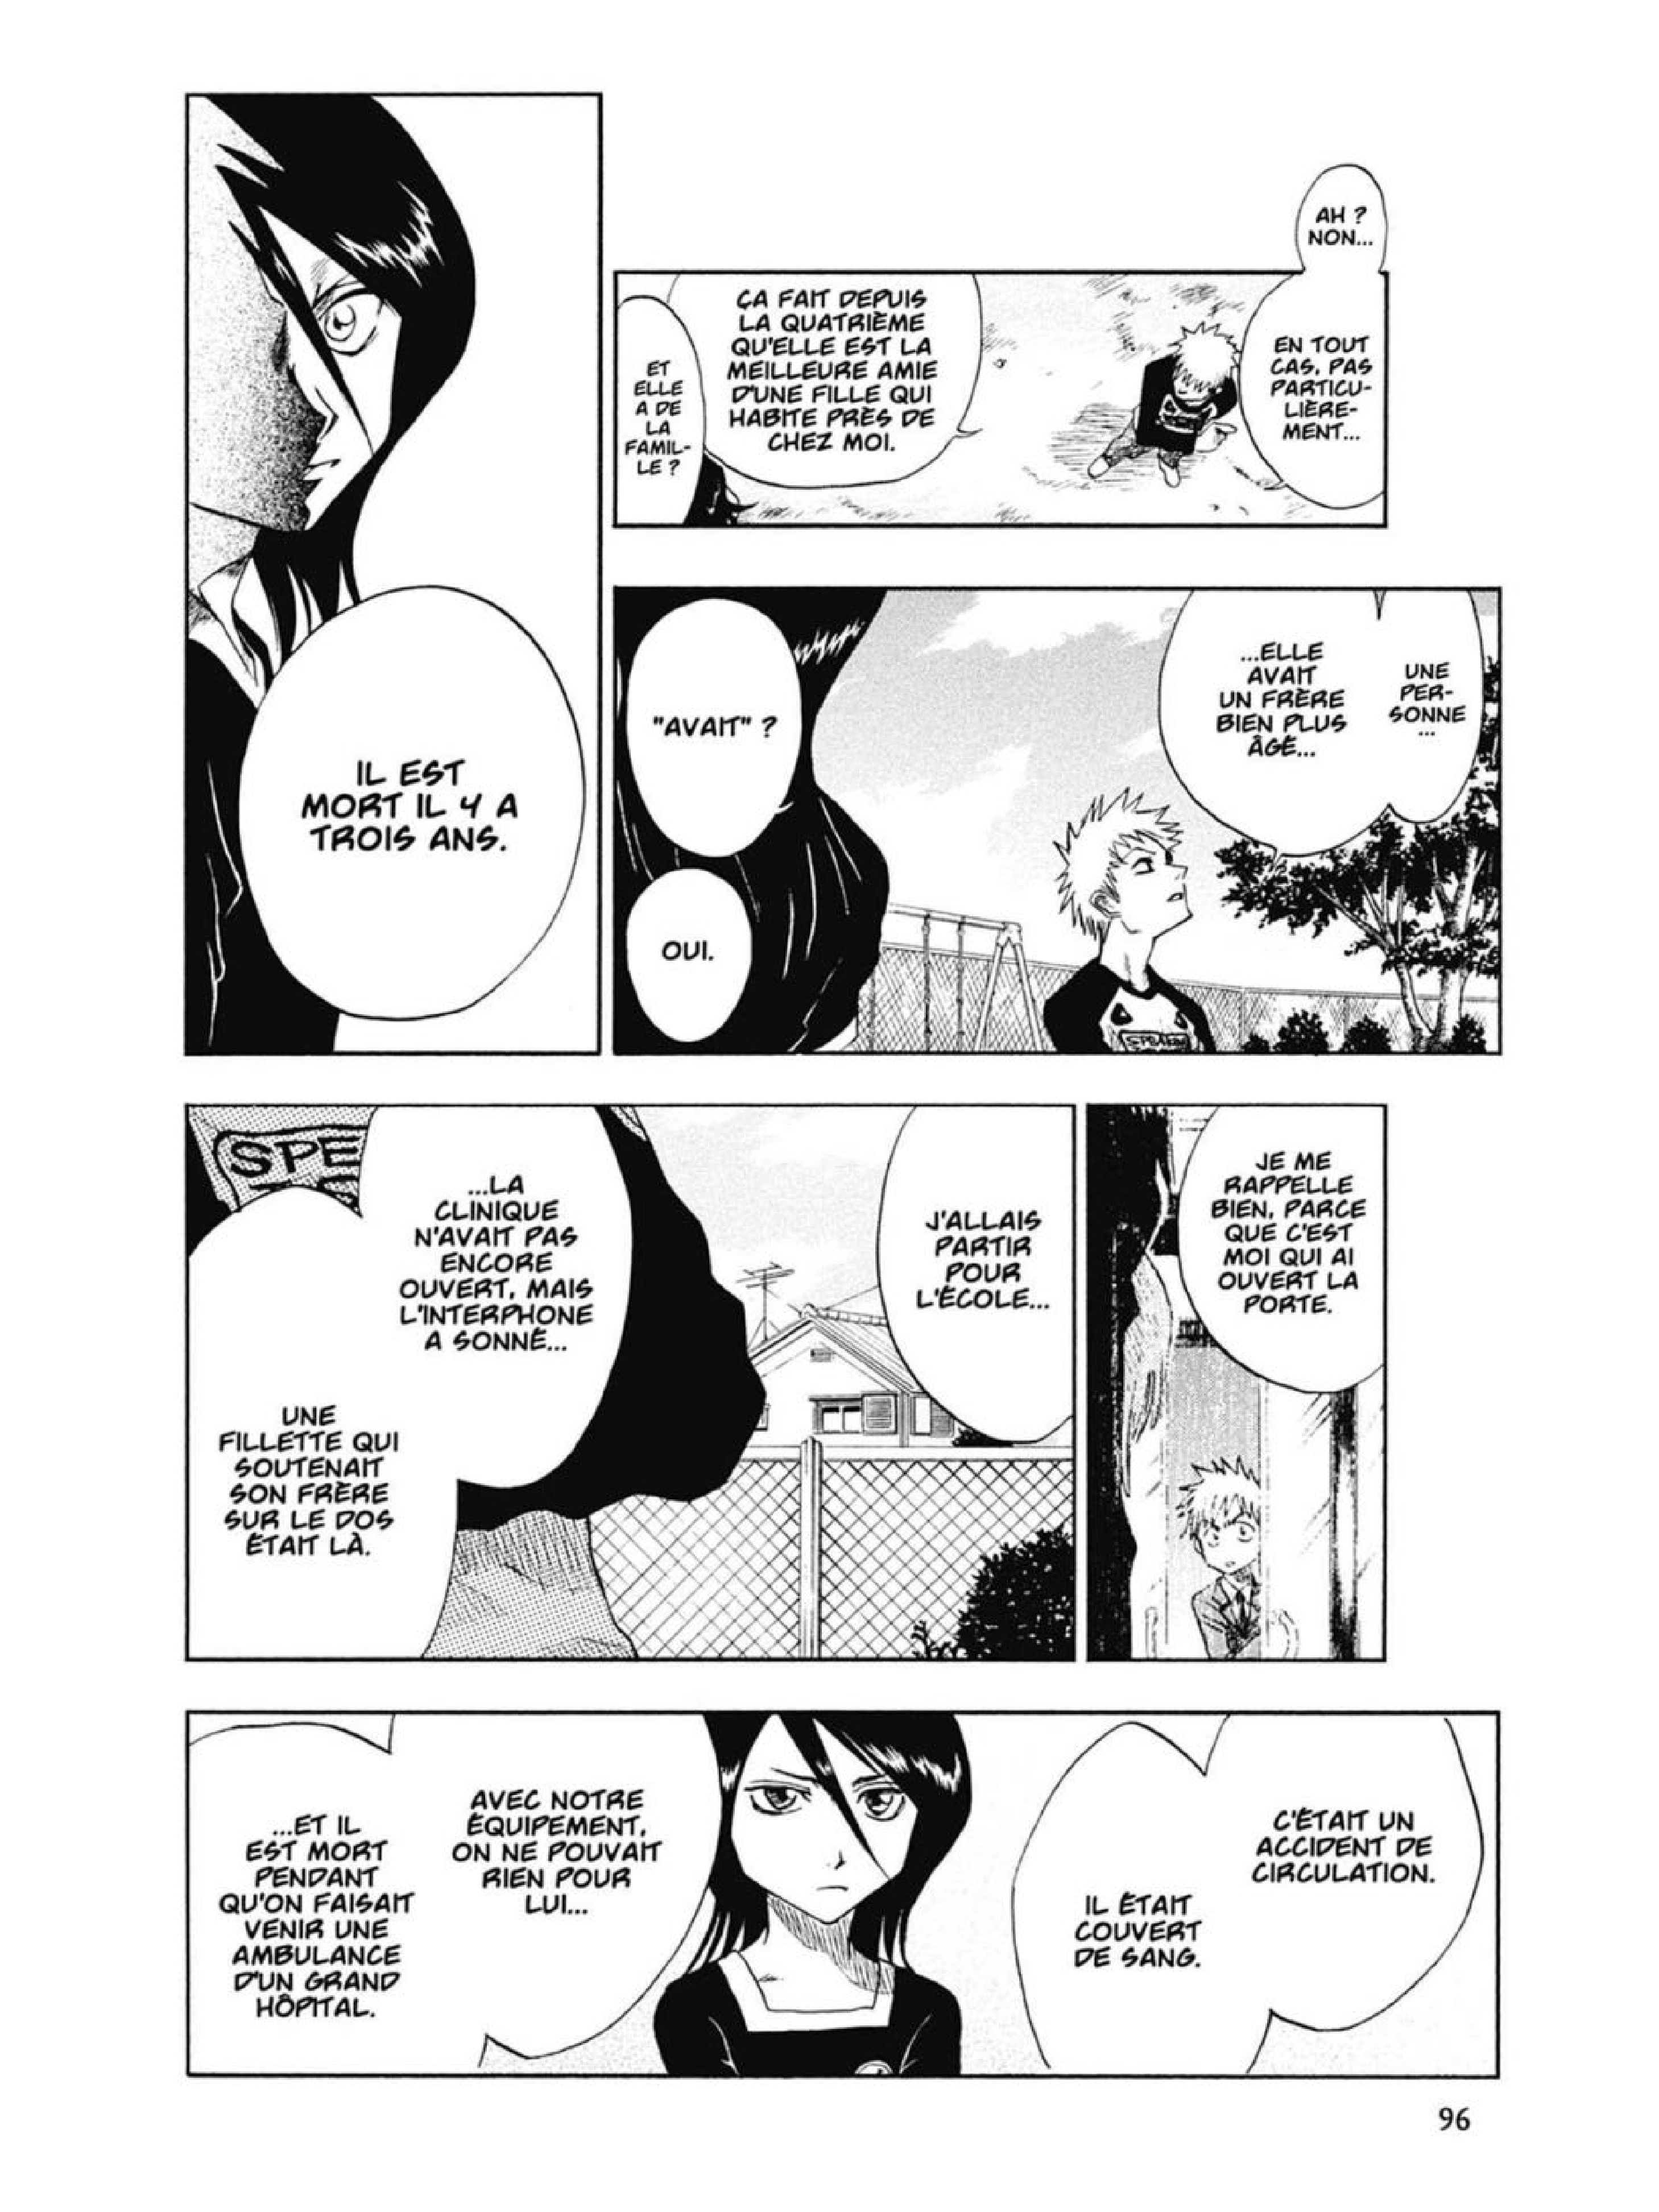 AH ?
NON...
EN TOUT
CAS, PAS
PARTICU-
LIÈRE-
MENT...
ÇA FAIT DEPUIS
LA QUATRIÈME
QU'ELLE EST LA
MEILLEURE AMIE
D'UNE FILLE QUI
HABITE PRÈS DE
CHEZ MOI.
ET
ELLE
A DE
LA
FAMIL-
LE ?
UNE
PER-
SONNE
...
...ELLE
AVAIT
UN FRÈRE
BIEN PLUS
ÂGÉ...
"AVAIT" ?
OUI.
IL EST
MORT IL Y A
TROIS ANS.
JE ME
RAPPELLE
BIEN, PARCE
QUE C'EST
MOI QUI AI
OUVERT LA
PORTE.
J'ALLAIS
PARTIR
POUR
L'ÉCOLE...
...LA
CLINIQUE
N'AVAIT PAS
ENCORE
OUVERT, MAIS
L'INTERPHONE
A SONNÉ...
SPE
UNE
FILLETTE QUI
SOUTENAIT
SON FRÈRE
SUR LE DOS
ÉTAIT LÀ.
C'ÉTAIT UN
ACCIDENT DE
CIRCULATION.
IL ÉTAIT
COUVERT
DE SANG.
AVEC NOTRE
ÉQUIPEMENT,
ON NE POUVAIT
RIEN POUR
LUI...
...ET IL
EST MORT
PENDANT
QU'ON FAISAIT
VENIR UNE
AMBULANCE
D'UN GRAND
HÔPITAL.
96